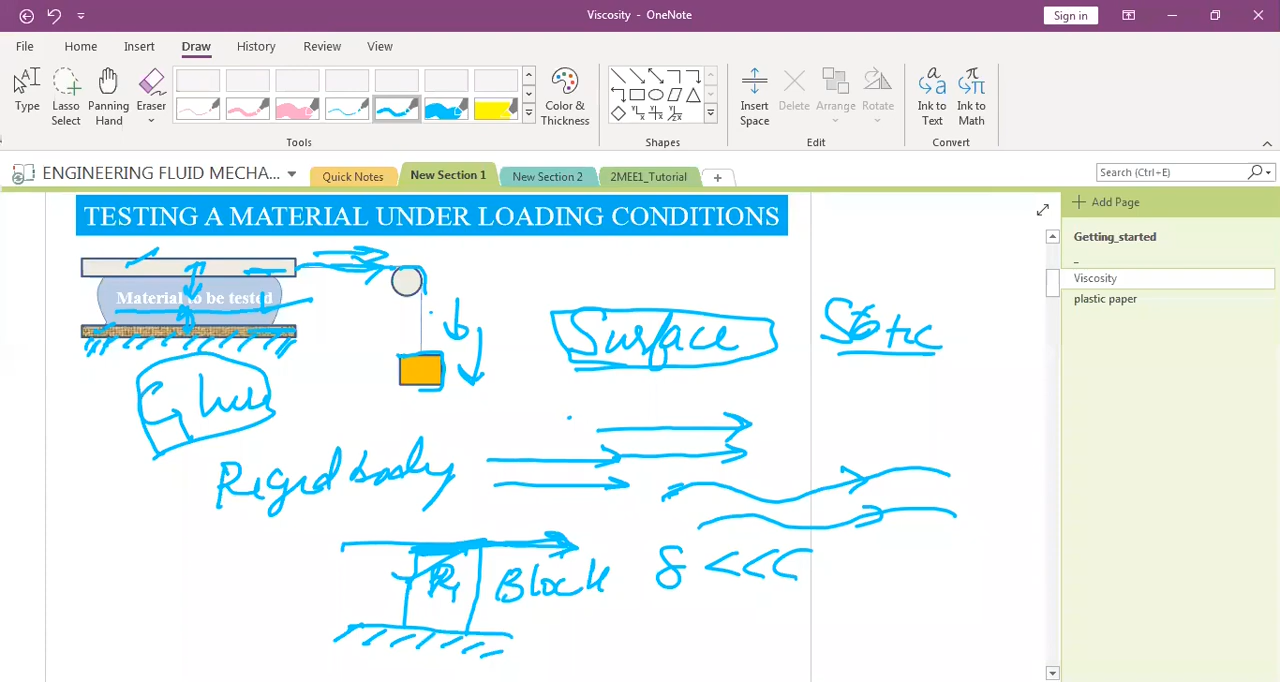 Viscosity - OneNote
Sign in
File Home Insert Draw History Review View
Type
Lasso Select
Panning Hand
Eraser
Color & Thickness
Insert Space
Delete
Arrange
Rotate
Ink to Text
Ink to Math
Tools
Shapes
Edit
Convert
ENGINEERING FLUID MECHA...
Quick Notes
New Section 1
New Section 2
2MEE1_Tutorial
Search (Ctrl+E)
Add Page
Getting_started
Viscosity
plastic paper
TESTING A MATERIAL UNDER LOADING CONDITIONS
Material to be tested
Surface
Static
Rigid body
Block
δ <<<